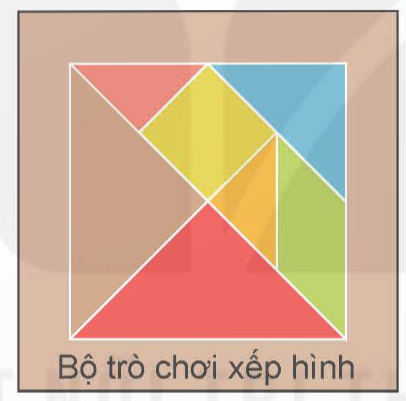 Bộ trò chơi xếp hình